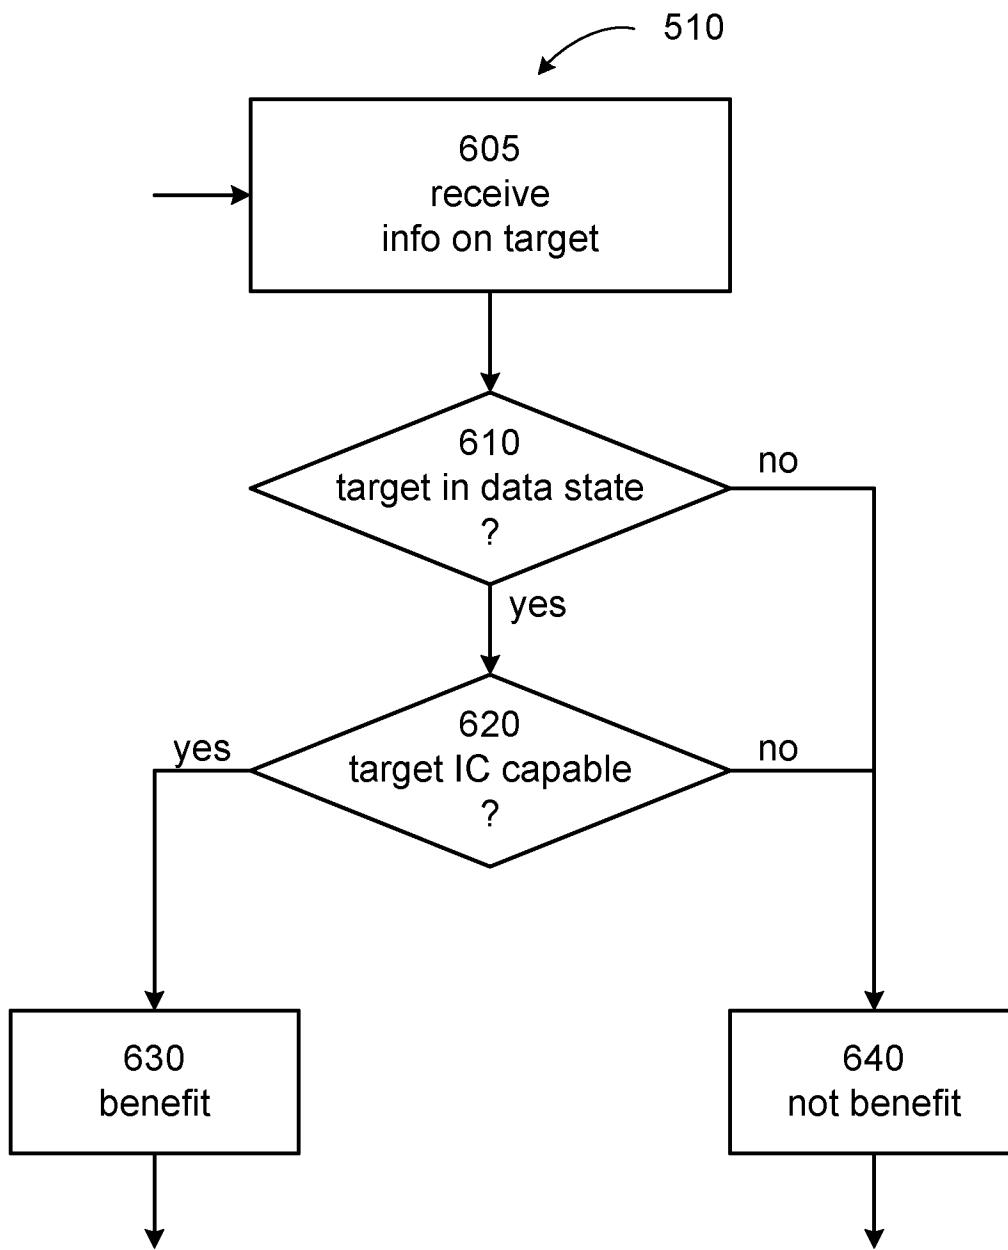 510
605
receive
info on target
610
target in data state
?
no
yes
620
target IC capable
?
yes
no
630
benefit
640
not benefit